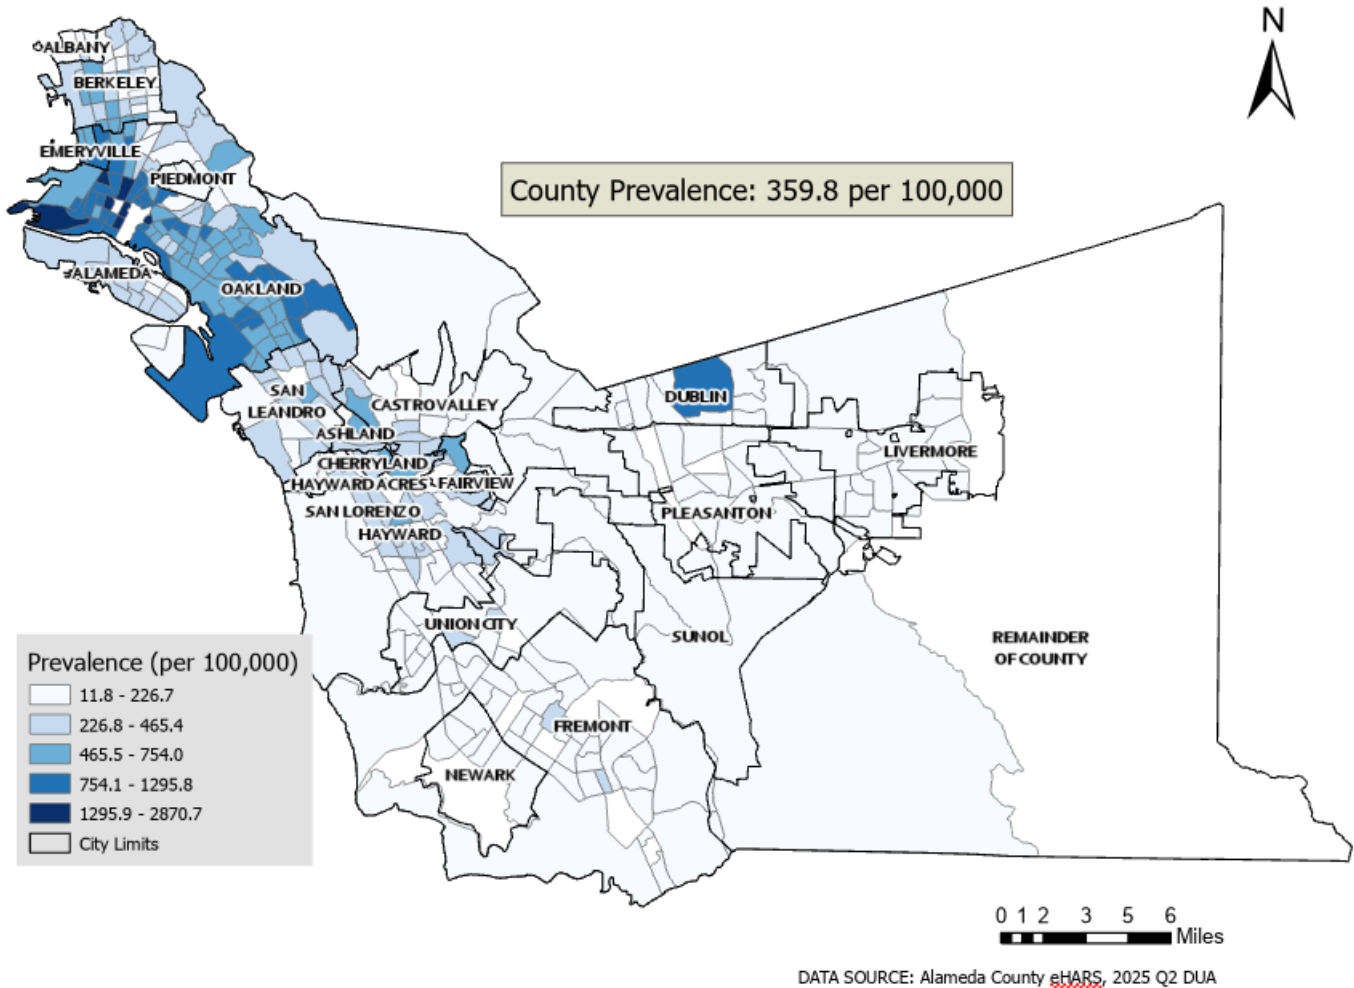 N
ALBANY
BERKELEY
EMERYVILLE
PIEDMONT
County Prevalence: 359.8 per 100,000
ALAMEDA
OAKLAND
SAN
LEANDRO
CASTRO VALLEY
DUBLIN
ASHLAND
LIVERMORE
CHERRYLAND
HAYWARD ACRES
FAIRVIEW
SAN LORENZO
PLEASANTON
HAYWARD
UNION CITY
SUNOL
REMAINDER
OF COUNTY
FREMONT
NEWARK
Prevalence (per 100,000)
11.8 - 226.7
226.8 - 465.4
465.5 - 754.0
754.1 - 1295.8
1295.9 - 2870.7
City Limits
0 1 2 3 5 6
Miles
DATA SOURCE: Alameda County eHARS, 2025 Q2 DUA